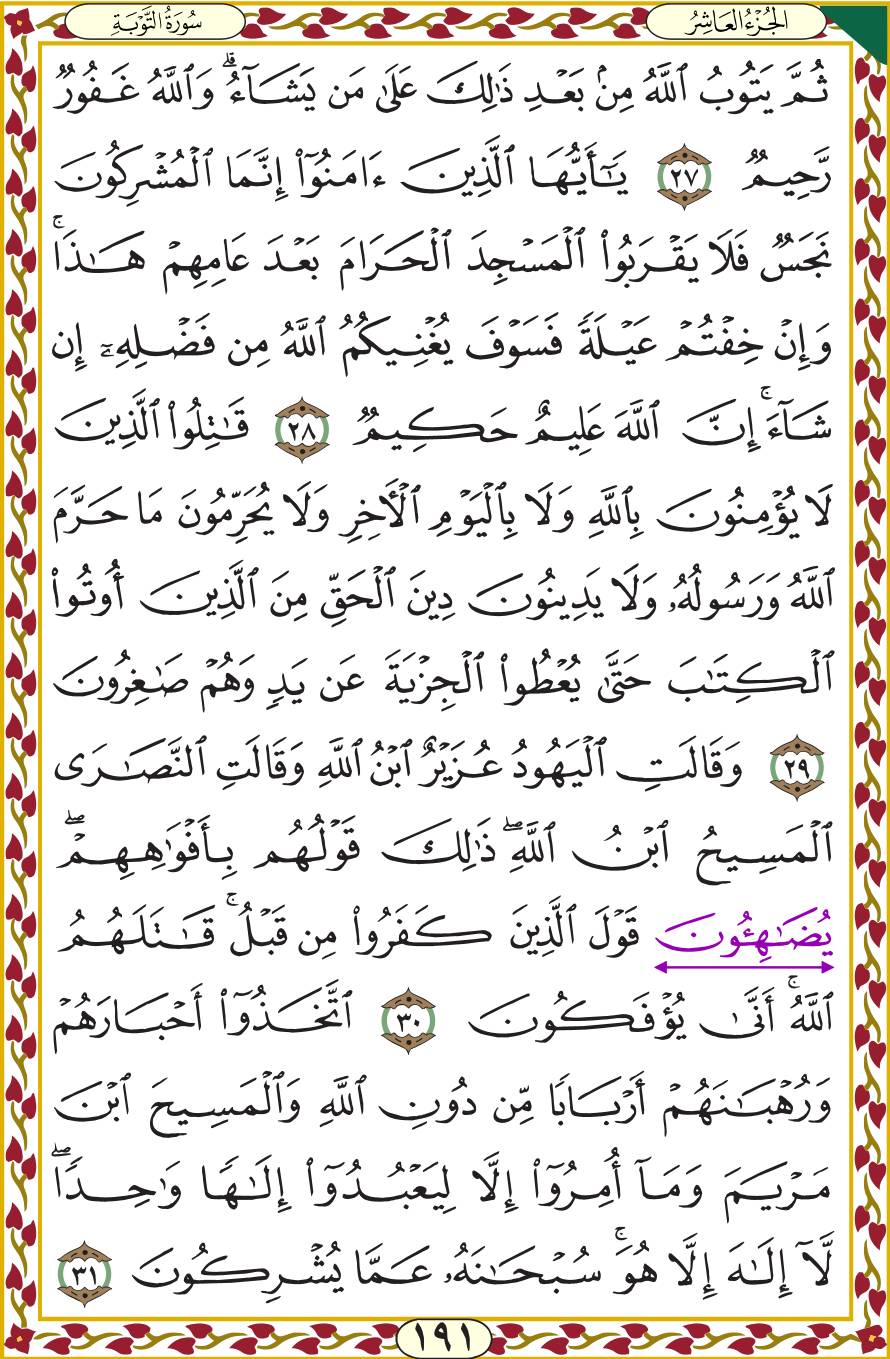 الجُزْءُ العَاشِرُ
سُورَةُ التَّوْبَةِ
ثُمَّ يَتُوبُ ٱللَّهُ مِنۢ بَعْدِ ذَٰلِكَ عَلَىٰ مَن يَشَآءُ ۗ وَٱللَّهُ غَفُورٌ
رَّحِيمٌ ٢٧ يَـٰٓأَيُّهَا ٱلَّذِينَ ءَامَنُوٓا۟ إِنَّمَا ٱلْمُشْرِكُونَ
نَجَسٌ فَلَا يَقْرَبُوا۟ ٱلْمَسْجِدَ ٱلْحَرَامَ بَعْدَ عَامِهِمْ هَـٰذَا ۚ
وَإِنْ خِفْتُمْ عَيْلَةً فَسَوْفَ يُغْنِيكُمُ ٱللَّهُ مِن فَضْلِهِۦٓ إِن
شَآءَ ۚ إِنَّ ٱللَّهَ عَلِيمٌ حَكِيمٌ ٢٨ قَـٰتِلُوا۟ ٱلَّذِينَ
لَا يُؤْمِنُونَ بِٱللَّهِ وَلَا بِٱلْيَوْمِ ٱلْـَٔاخِرِ وَلَا يُحَرِّمُونَ مَا حَرَّمَ
ٱللَّهُ وَرَسُولُهُۥ وَلَا يَدِينُونَ دِينَ ٱلْحَقِّ مِنَ ٱلَّذِينَ أُوتُوا۟
ٱلْكِتَـٰبَ حَتَّىٰ يُعْطُوا۟ ٱلْجِزْيَةَ عَن يَدٍ وَهُمْ صَـٰغِرُونَ
٢٩ وَقَالَتِ ٱلْيَهُودُ عُزَيْرٌ ٱبْنُ ٱللَّهِ وَقَالَتِ ٱلنَّصَـٰرَى
ٱلْمَسِيحُ ٱبْنُ ٱللَّهِ ۖ ذَٰلِكَ قَوْلُهُم بِأَفْوَٰهِهِمْ ۖ
يُضَـٰهِـُٔونَ قَوْلَ ٱلَّذِينَ كَفَرُوا۟ مِن قَبْلُ ۚ قَـٰتَلَهُمُ
ٱللَّهُ ۚ أَنَّىٰ يُؤْفَكُونَ ٣٠ ٱتَّخَذُوٓا۟ أَحْبَارَهُمْ
وَرُهْبَـٰنَهُمْ أَرْبَابًا مِّن دُونِ ٱللَّهِ وَٱلْمَسِيحَ ٱبْنَ
مَرْيَمَ وَمَآ أُمِرُوٓا۟ إِلَّا لِيَعْبُدُوٓا۟ إِلَـٰهًا وَٰحِدًا ۖ
لَّآ إِلَـٰهَ إِلَّا هُوَ ۚ سُبْحَـٰنَهُۥ عَمَّا يُشْرِكُونَ ٣١
١٩١